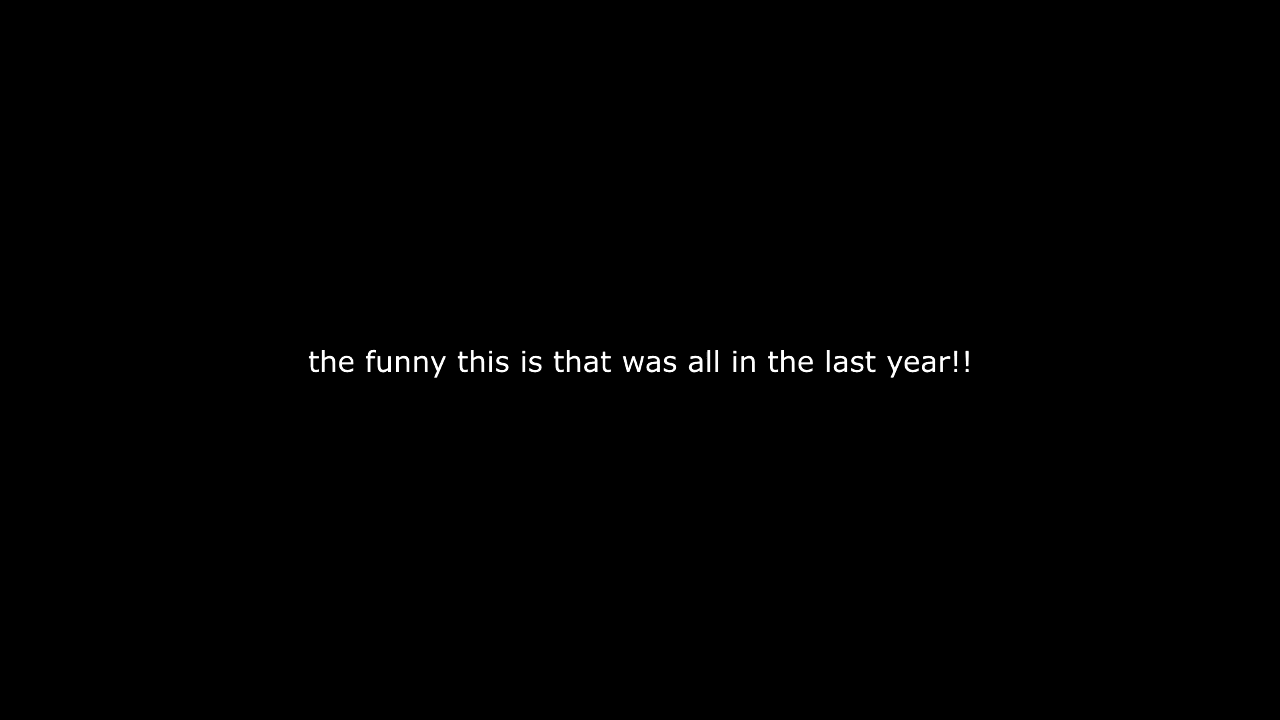 the funny this is that was all in the last year!!